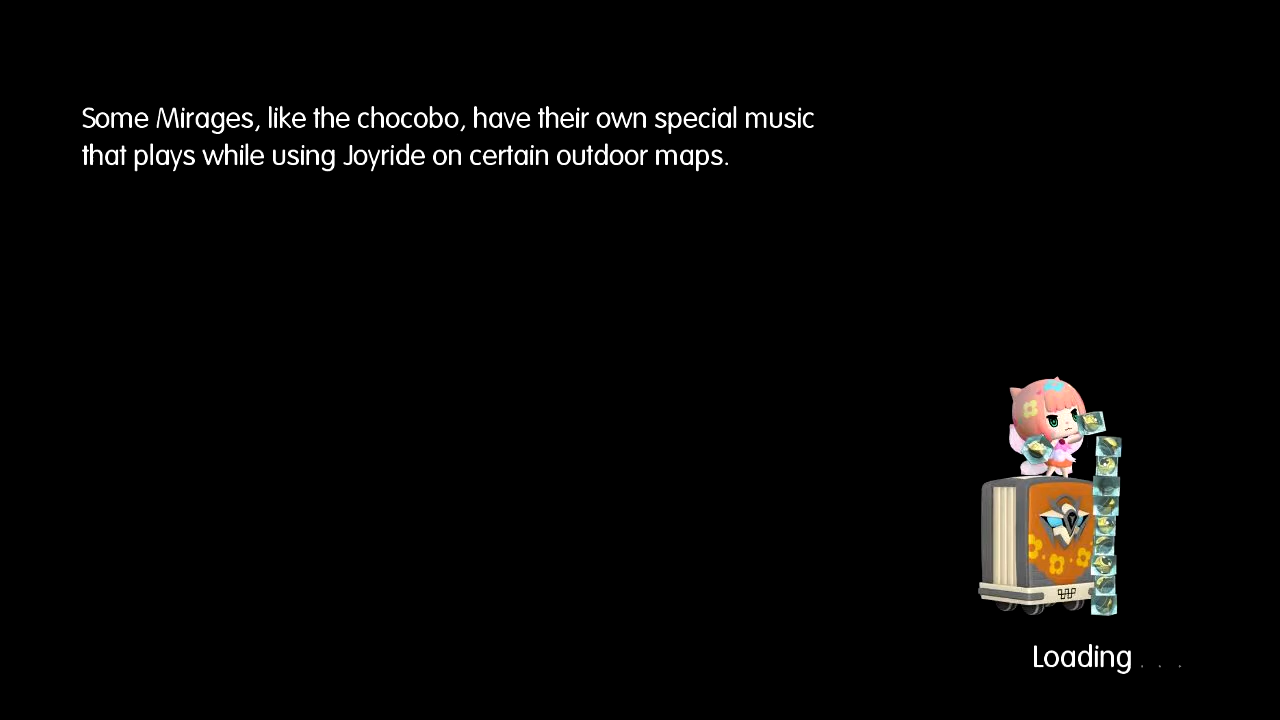 Some Mirages, like the chocobo, have their own special music
that plays while using Joyride on certain outdoor maps.
Loading . . .